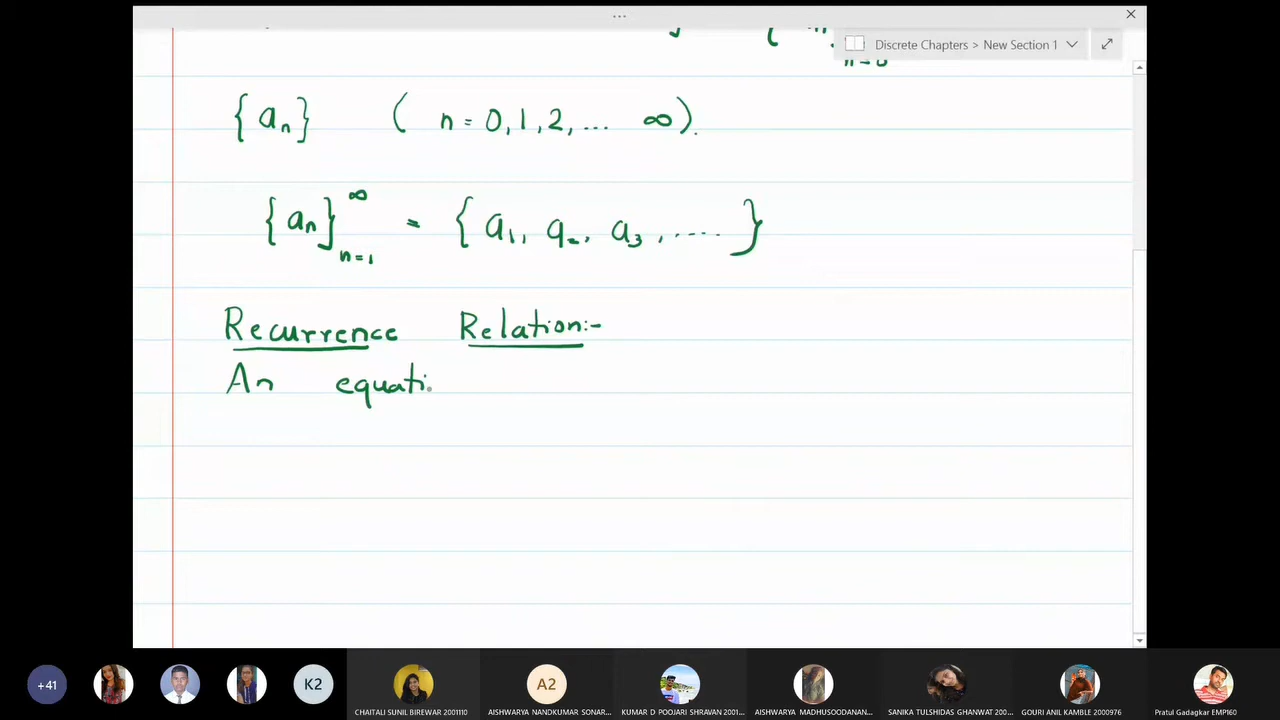 Discrete Chapters > New Section 1
n=0
{an} ( n = 0, 1, 2, ... ∞).
{an}∞n=1 = { a1, a2, a3, ..... }
Recurrence Relation:-
An equati
+41
K2
A2
CHAITALI SUNIL BIREWAR 2001110
AISHWARYA NANDKUMAR SONAR...
KUMAR D POOJARI SHRAVAN 2001...
AISHWARYA MADHUSOODANAN...
SANIKA TULSHIDAS GHANWAT 200...
GOURI ANIL KAMBLE 2000976
Pratul Gadagkar EMP160